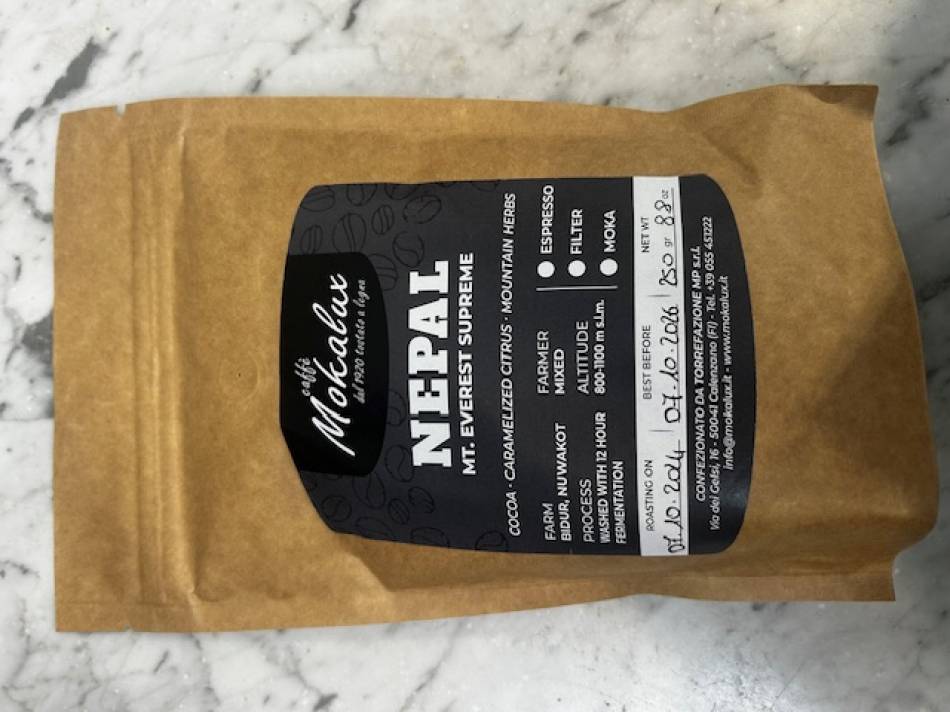 caffè
Mokalux
dal 1920 tostato a legna
NEPAL
MT. EVEREST SUPREME
COCOA · CARAMELIZED CITRUS · MOUNTAIN HERBS
FARM
BIDUR, NUWAKOT
PROCESS
WASHED WITH 12 HOUR
FERMENTATION
FARMER
MIXED
ALTITUDE
800-1100 m s.l.m.
ESPRESSO
FILTER
MOKA
ROASTING ON
07.10.2024
BEST BEFORE
07.10.2026
NET WT
250 gr 8.8 oz
CONFEZIONATO DA TORREFAZIONE MP s.r.l.
Via dei Gelsi, 16 - 50041 Calenzano (FI) - Tel. +39 055 451222
info@mokalux.it - www.mokalux.it